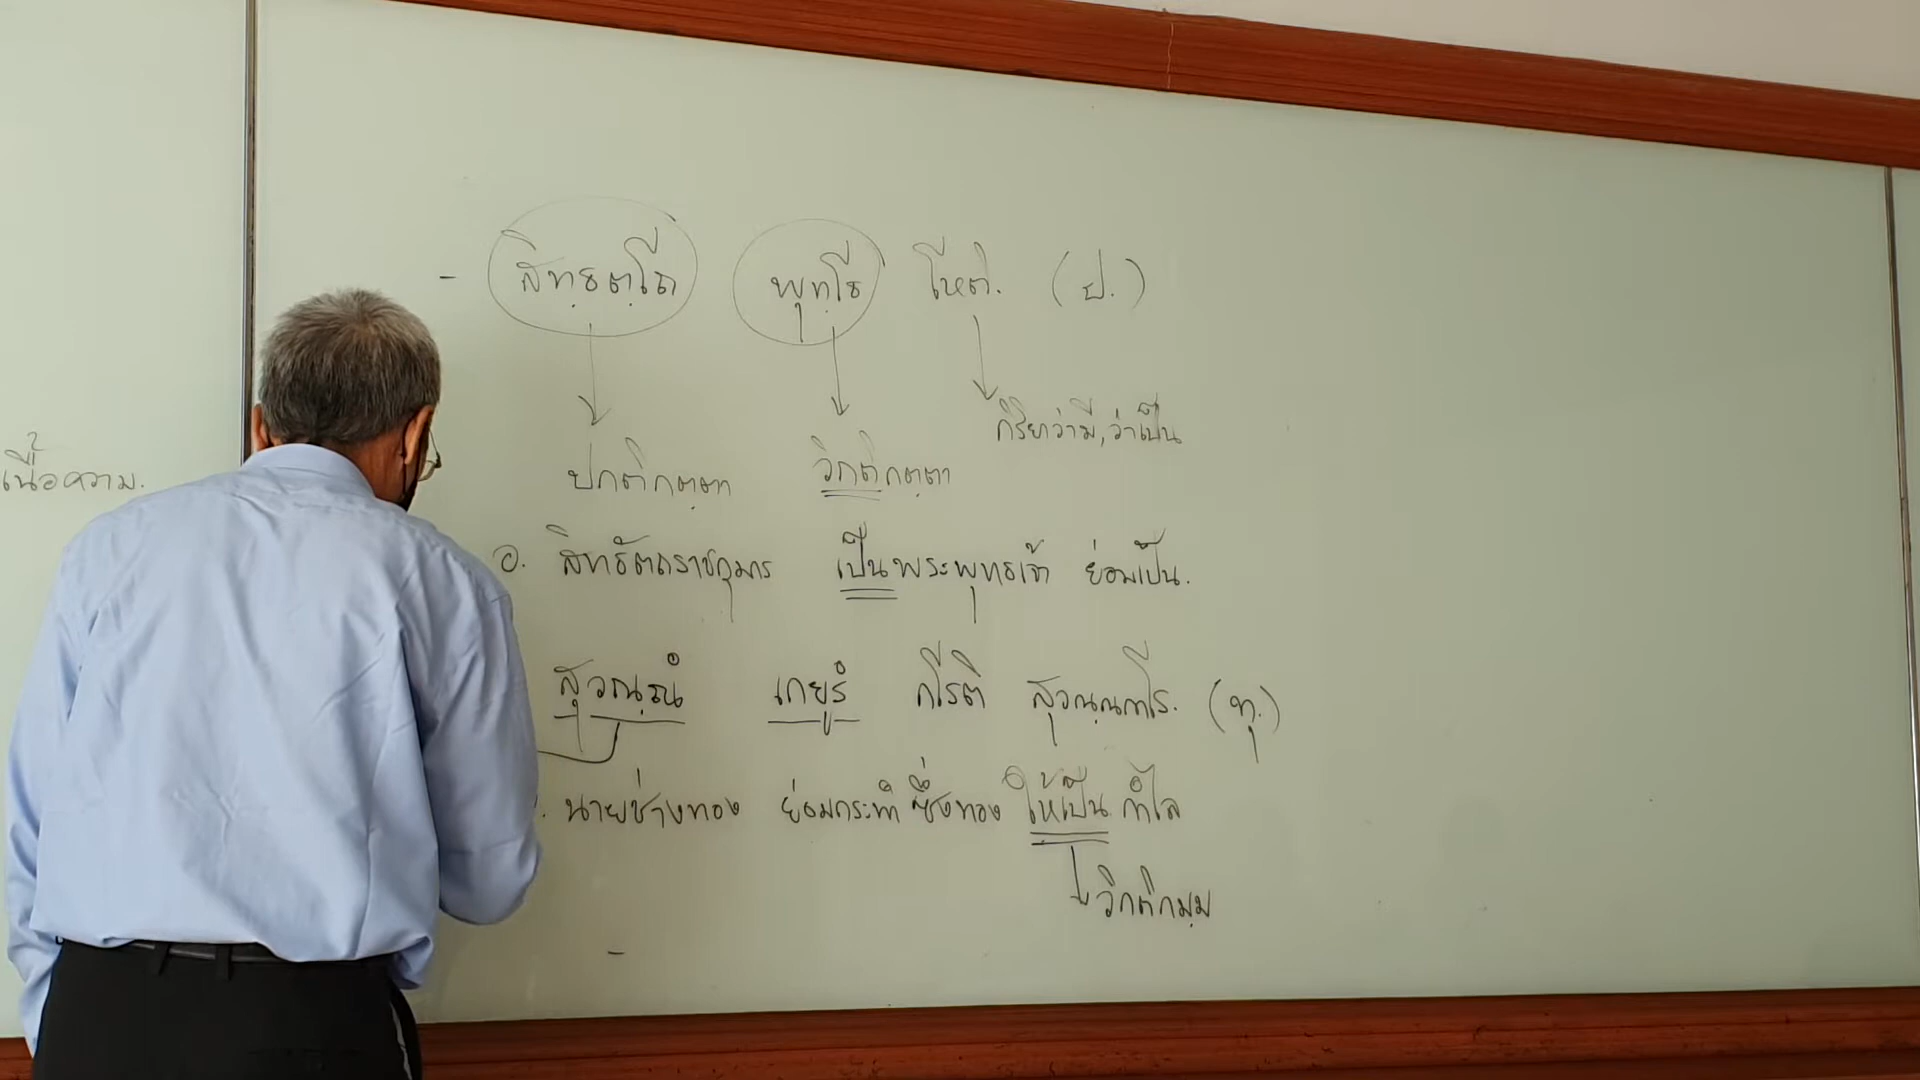 - สิทฺธตฺโถ พุทฺโธ โหติ. (ป.)
กิริยาว่ามี, ว่าเป็น
ปกติกตฺตา วิกติกตฺตา
เนื้อความ.
อ. สิทธัตถราชกุมาร เป็นพระพุทธเจ้า ย่อมเป็น.
สุวณฺณํ เกยูรํ กโรติ สุวณฺณกาโร. (ทุ.)
. นายช่างทอง ย่อมกระทำ ซึ่งทอง ให้เป็น กำไล
วิกติกมฺม
-